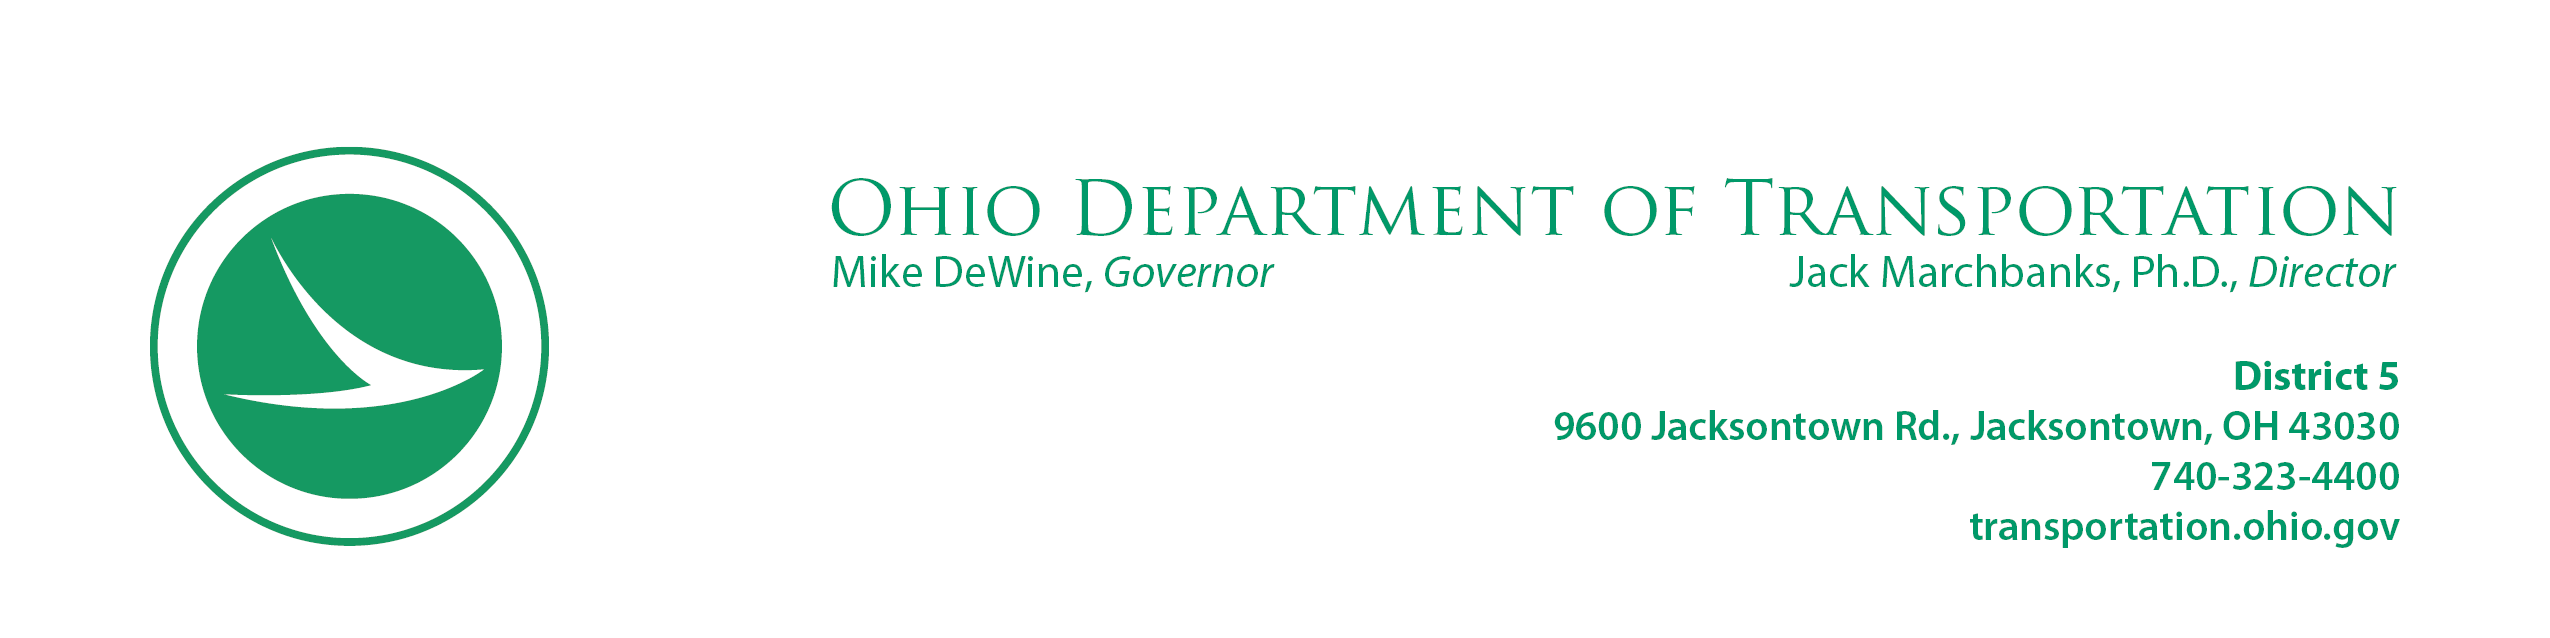 Ohio Department of Transportation
Mike DeWine, Governor Jack Marchbanks, Ph.D., Director
District 5
9600 Jacksontown Rd., Jacksontown, OH 43030
740-323-4400
transportation.ohio.gov